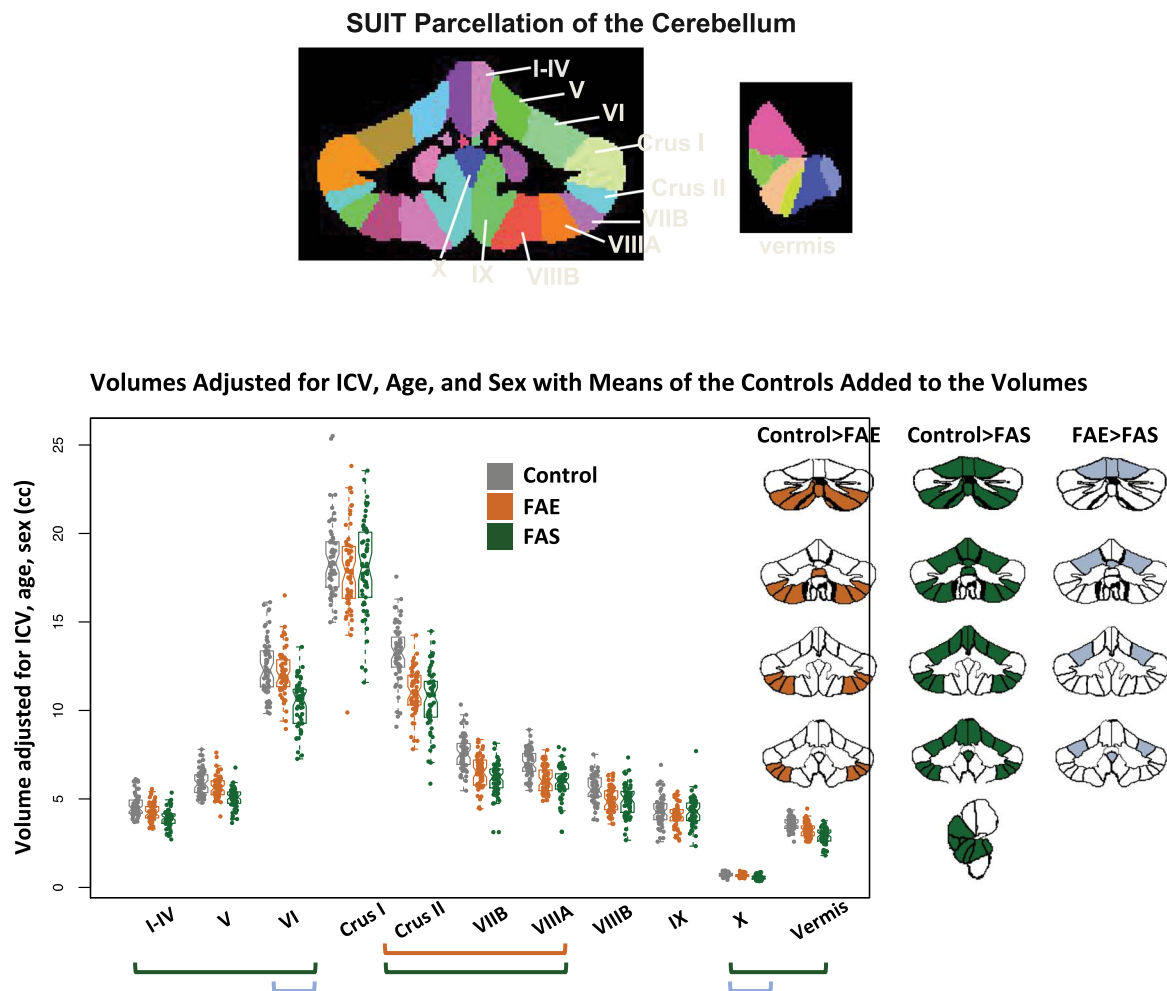 SUIT Parcellation of the Cerebellum
I-IV
V
VI
Crus I
Crus II
VIIB
VIIIA
X
IX
VIIIB
vermis
Volumes Adjusted for ICV, Age, and Sex with Means of the Controls Added to the Volumes
Volume adjusted for ICV, age, sex (cc)
25
20
15
10
5
0
Control
FAE
FAS
Control>FAE
Control>FAS
FAE>FAS
I-IV
V
VI
Crus I
Crus II
VIIB
VIIIA
VIIIB
IX
X
Vermis